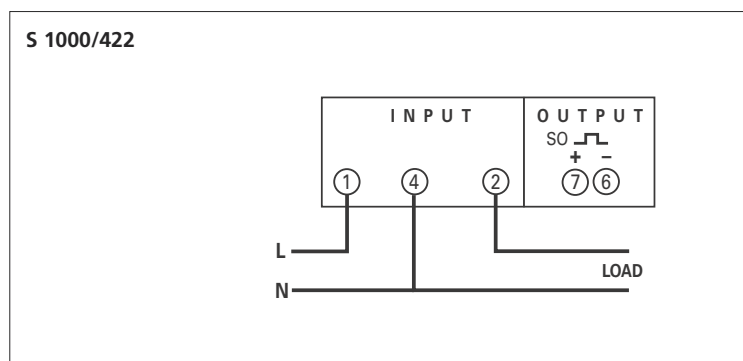 S 1000/422
INPUT
OUTPUT
SO
+ −
1 4 2 7 6
L
LOAD
N